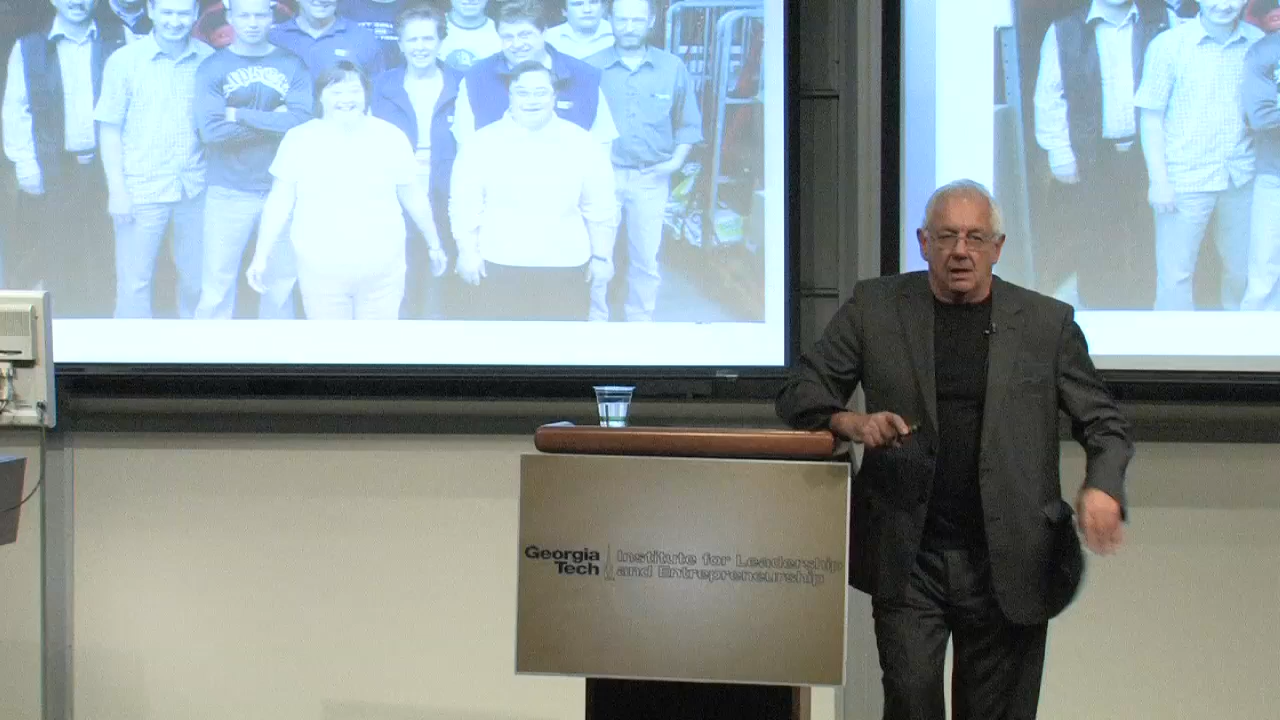 Georgia
Tech
Institute for Leadership
and Entrepreneurship